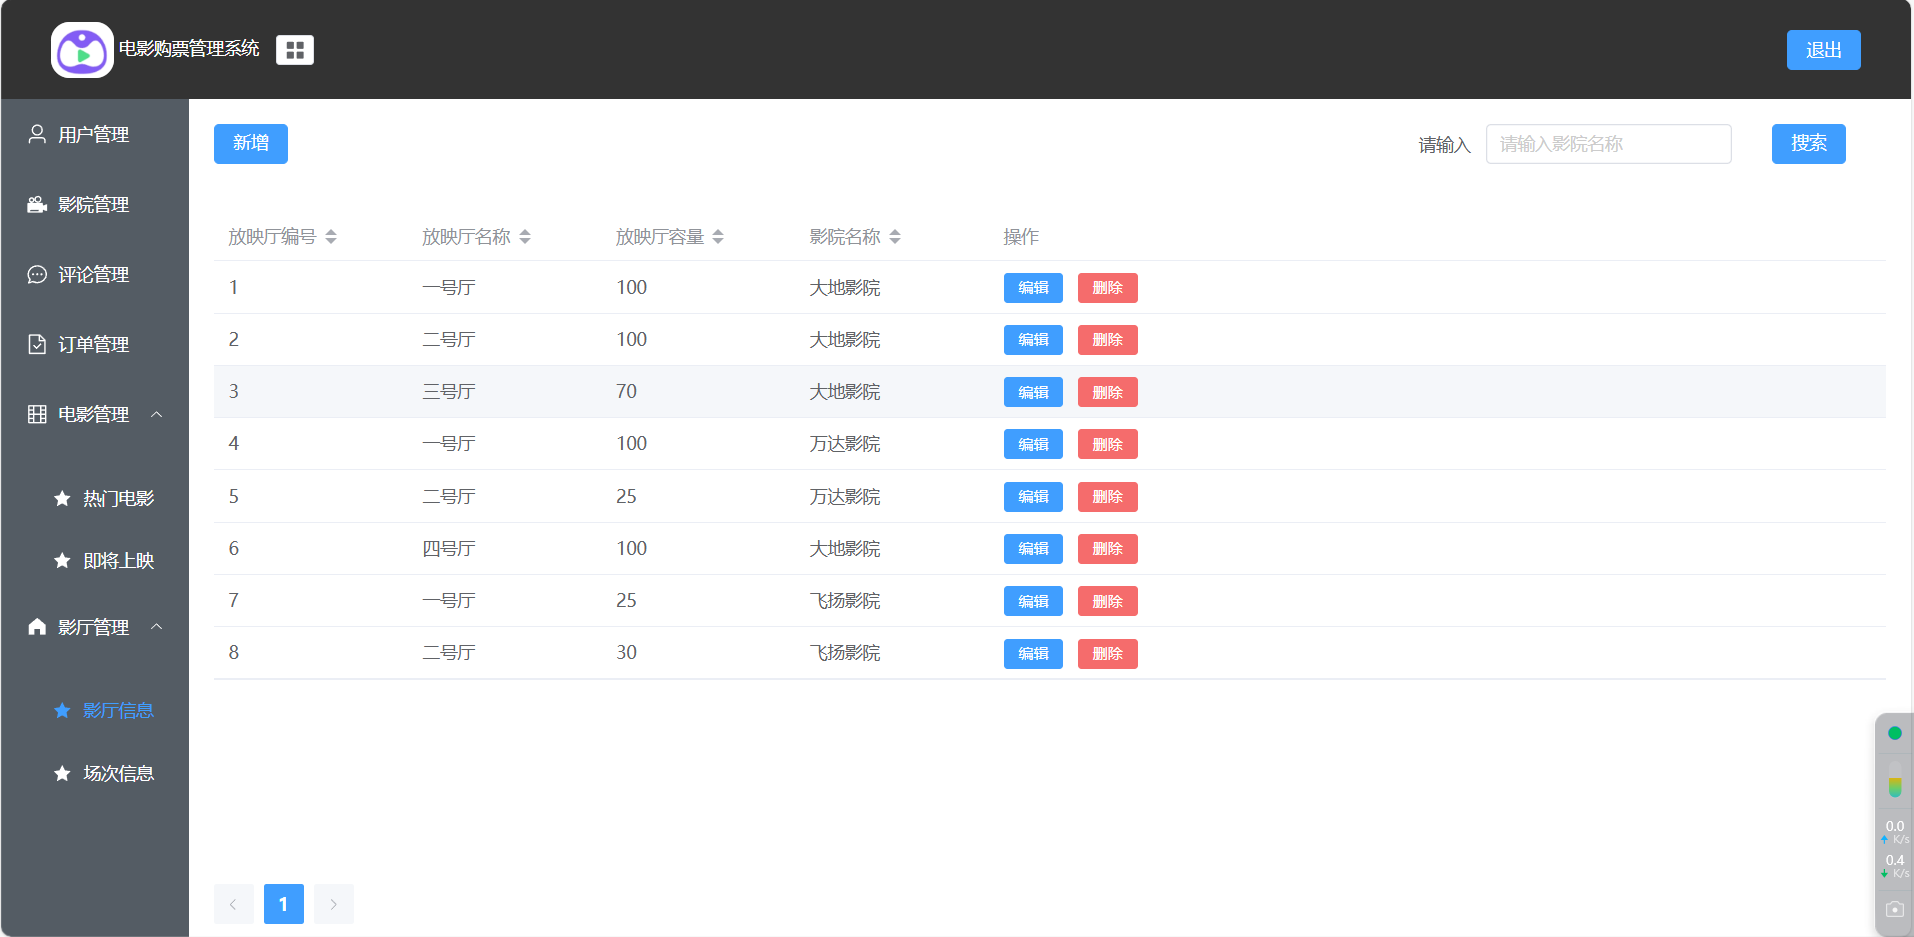 电影购票管理系统
退出
用户管理
影院管理
评论管理
订单管理
电影管理
热门电影
即将上映
影厅管理
影厅信息
场次信息
新增
请输入 请输入影院名称 搜索
放映厅编号 放映厅名称 放映厅容量 影院名称 操作
1 一号厅 100 大地影院 编辑 删除
2 二号厅 100 大地影院 编辑 删除
3 三号厅 70 大地影院 编辑 删除
4 一号厅 100 万达影院 编辑 删除
5 二号厅 25 万达影院 编辑 删除
6 四号厅 100 大地影院 编辑 删除
7 一号厅 25 飞扬影院 编辑 删除
8 二号厅 30 飞扬影院 编辑 删除
1
0.0
K/s
0.4
K/s